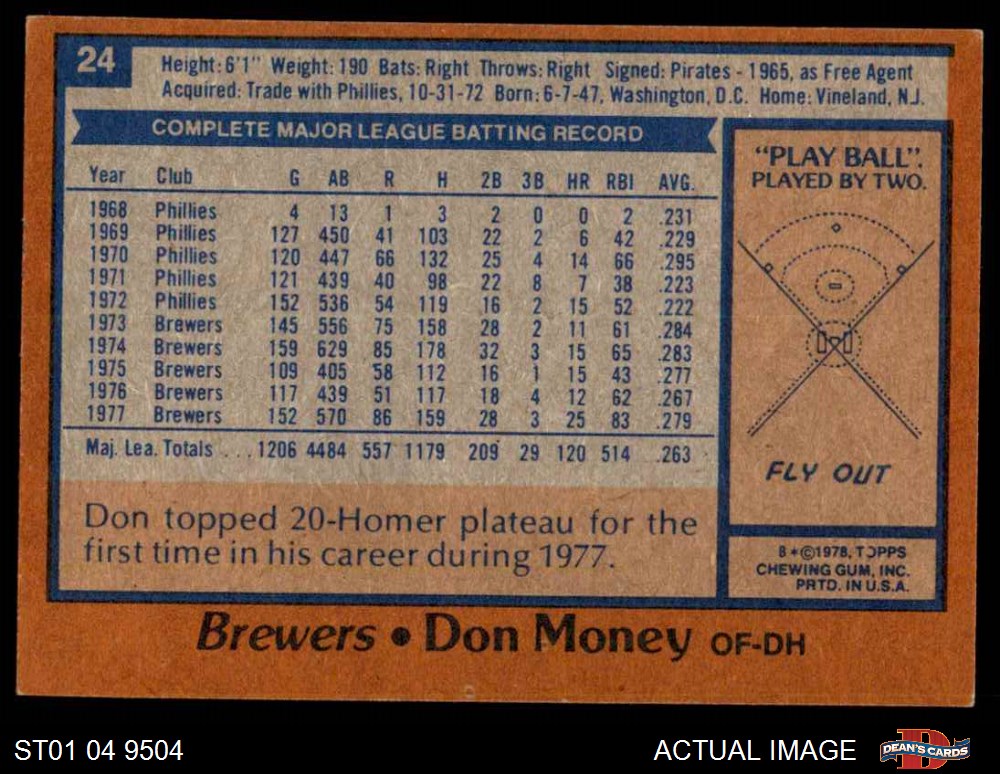 24
Height: 6'1" Weight: 190 Bats: Right Throws: Right Signed: Pirates - 1965, as Free Agent
Acquired: Trade with Phillies, 10-31-72 Born: 6-7-47, Washington, D.C. Home: Vineland, N.J.
COMPLETE MAJOR LEAGUE BATTING RECORD
Year Club G AB R H 2B 3B HR RBI AVG.
1968 Phillies 4 13 1 3 2 0 0 2 .231
1969 Phillies 127 450 41 103 22 2 6 42 .229
1970 Phillies 120 447 66 132 25 4 14 66 .295
1971 Phillies 121 439 40 98 22 8 7 38 .223
1972 Phillies 152 536 54 119 16 2 15 52 .222
1973 Brewers 145 556 75 158 28 2 11 61 .284
1974 Brewers 159 629 85 178 32 3 15 65 .283
1975 Brewers 109 405 58 112 16 1 15 43 .277
1976 Brewers 117 439 51 117 18 4 12 62 .267
1977 Brewers 152 570 86 159 28 3 25 83 .279
Maj. Lea. Totals ... 1206 4484 557 1179 209 29 120 514 .263
Don topped 20-Homer plateau for the
first time in his career during 1977.
"PLAY BALL".
PLAYED BY TWO.
FLY OUT
B*©1978, TOPPS
CHEWING GUM, INC.
PRTD. IN U.S.A.
Brewers • Don Money OF-DH
ST01 04 9504
ACTUAL IMAGE
DEAN'S CARDS